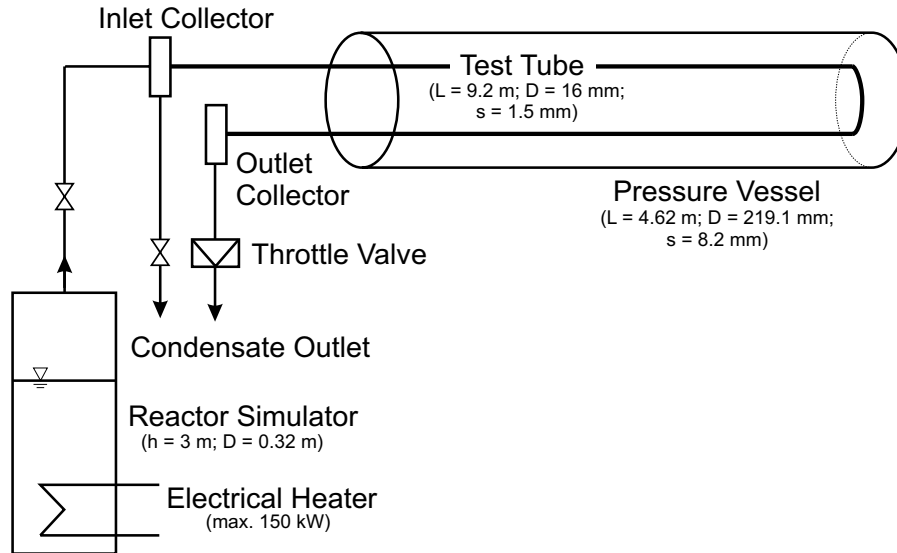 Inlet Collector
Test Tube
(L = 9.2 m; D = 16 mm;
s = 1.5 mm)
Outlet
Collector
Pressure Vessel
(L = 4.62 m; D = 219.1 mm;
s = 8.2 mm)
Throttle Valve
Condensate Outlet
Reactor Simulator
(h = 3 m; D = 0.32 m)
Electrical Heater
(max. 150 kW)